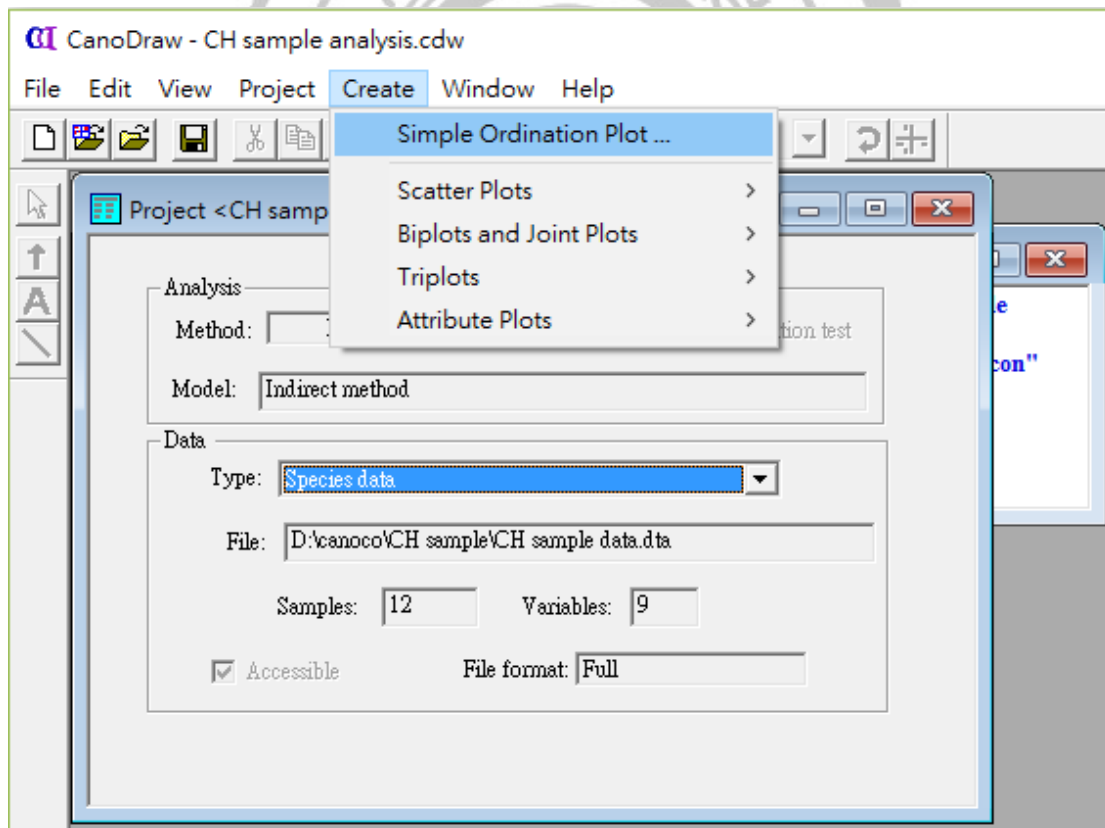 CanoDraw - CH sample analysis.cdw
File Edit View Project Create Window Help
Simple Ordination Plot ...
Scatter Plots
Biplots and Joint Plots
Triplots
Attribute Plots
Project <CH samp
Analysis
Method:
tion test
Model: Indirect method
con"
Data
Type: Species data
File: D:\canoco\CH sample\CH sample data.dta
Samples: 12 Variables: 9
Accessible File format: Full